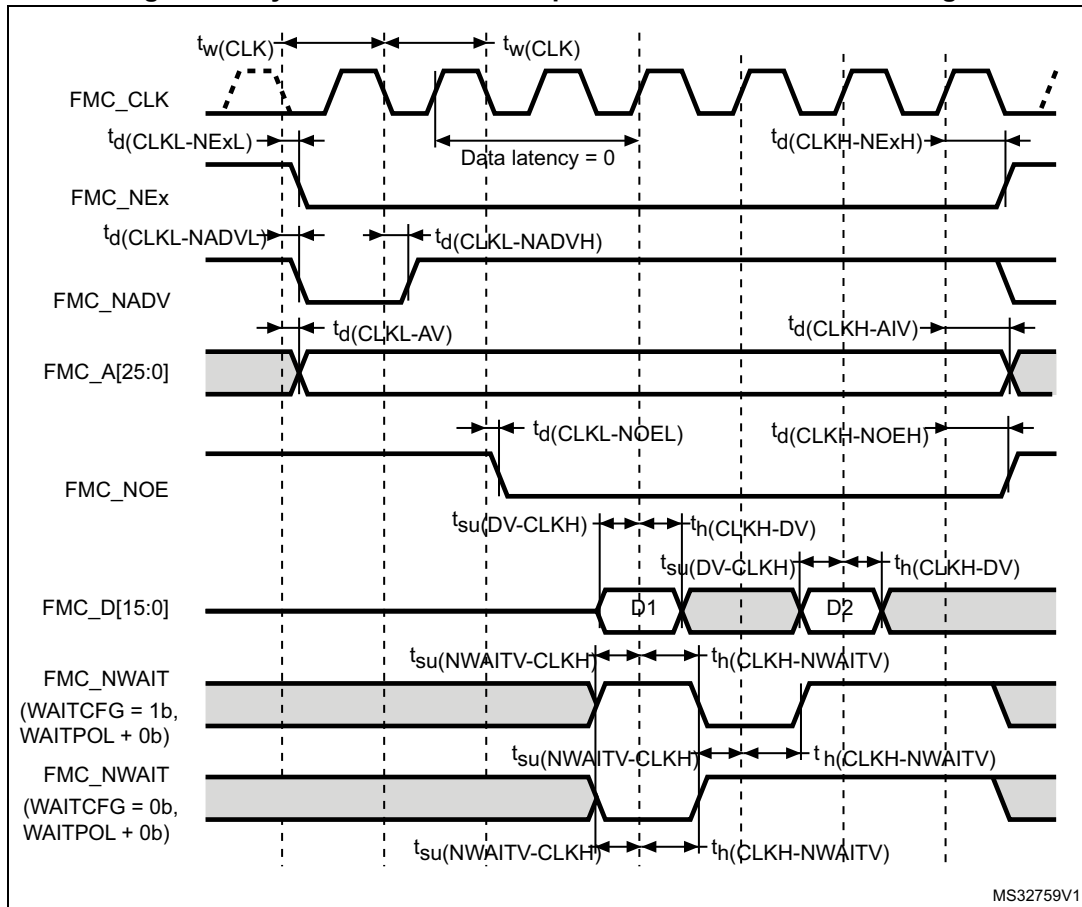 tw(CLK)
tw(CLK)
FMC_CLK
td(CLKL-NExL)
Data latency = 0
td(CLKH-NExH)
FMC_NEx
td(CLKL-NADVL)
td(CLKL-NADVH)
FMC_NADV
td(CLKL-AV)
td(CLKH-AIV)
FMC_A[25:0]
td(CLKL-NOEL)
td(CLKH-NOEH)
FMC_NOE
tsu(DV-CLKH)
th(CLKH-DV)
tsu(DV-CLKH)
th(CLKH-DV)
FMC_D[15:0]
D1
D2
tsu(NWAITV-CLKH)
th(CLKH-NWAITV)
FMC_NWAIT
(WAITCFG = 1b,
WAITPOL + 0b)
tsu(NWAITV-CLKH)
th(CLKH-NWAITV)
FMC_NWAIT
(WAITCFG = 0b,
WAITPOL + 0b)
tsu(NWAITV-CLKH)
th(CLKH-NWAITV)
MS32759V1